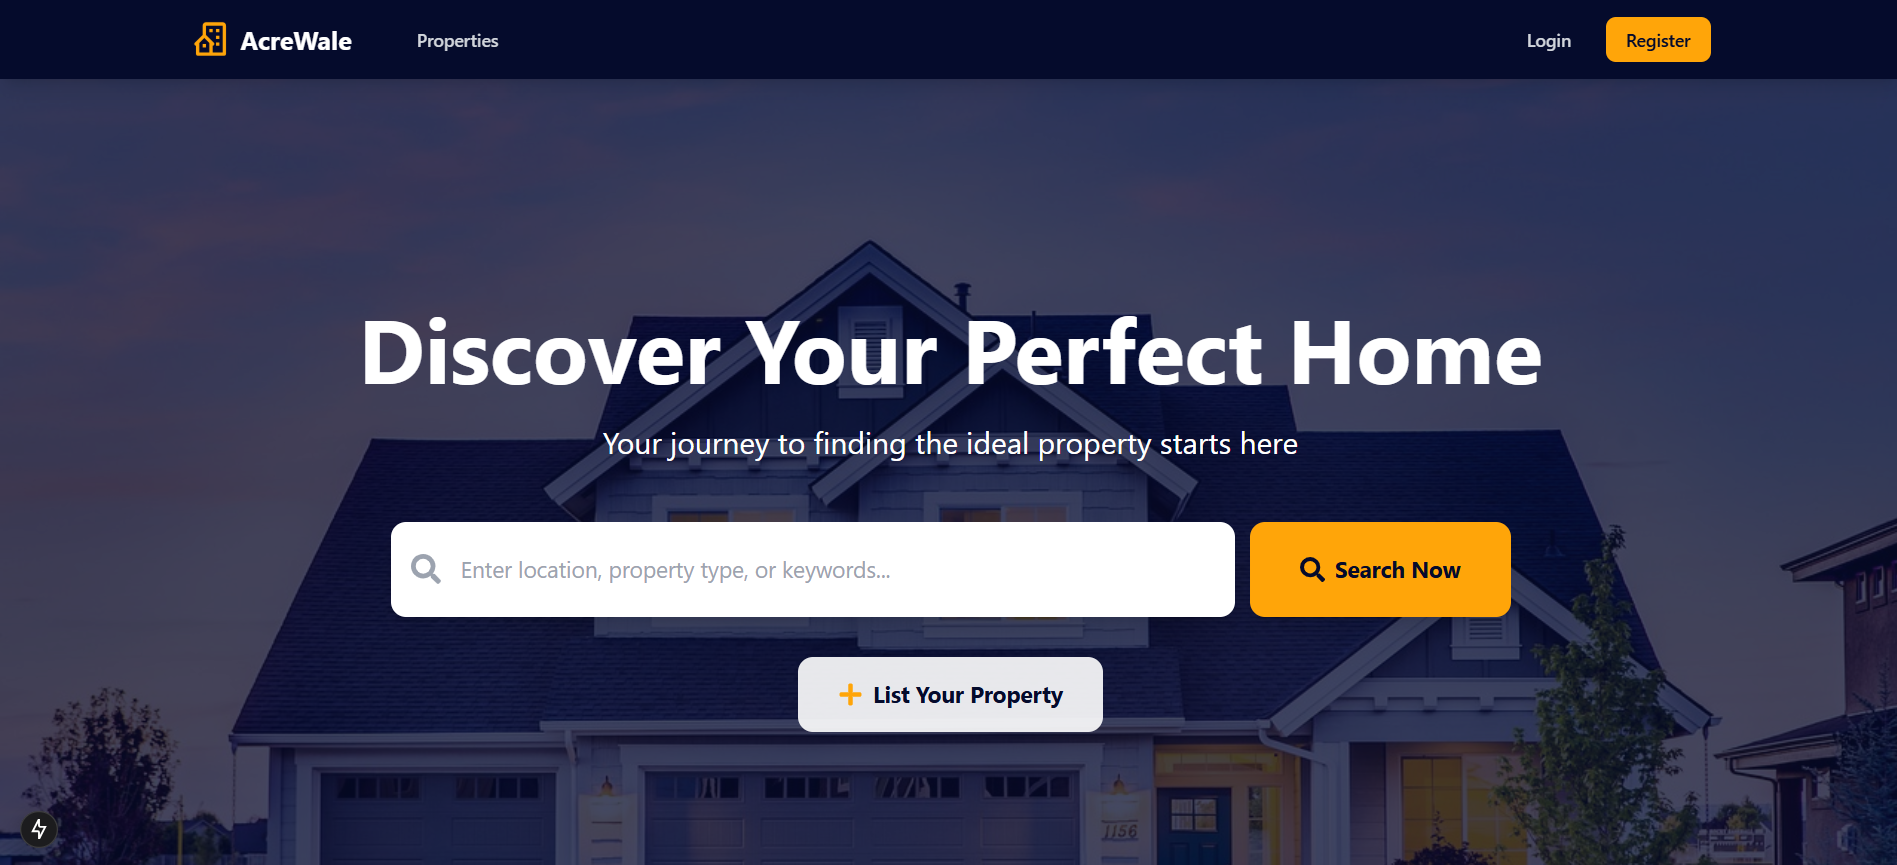 AcreWale
Properties
Login
Register
Discover Your Perfect Home
Your journey to finding the ideal property starts here
Enter location, property type, or keywords...
Search Now
List Your Property
1156